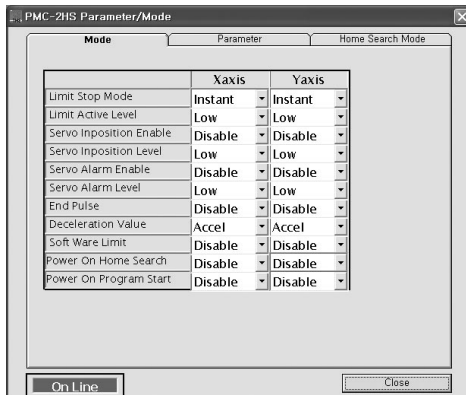 PMC-2HS Parameter/Mode
Mode Parameter Home Search Mode
Xaxis Yaxis
Limit Stop Mode Instant Instant
Limit Active Level Low Low
Servo Inposition Enable Disable Disable
Servo Inposition Level Low Low
Servo Alarm Enable Disable Disable
Servo Alarm Level Low Low
End Pulse Disable Disable
Deceleration Value Accel Accel
Soft Ware Limit Disable Disable
Power On Home Search Disable Disable
Power On Program Start Disable Disable
On Line Close